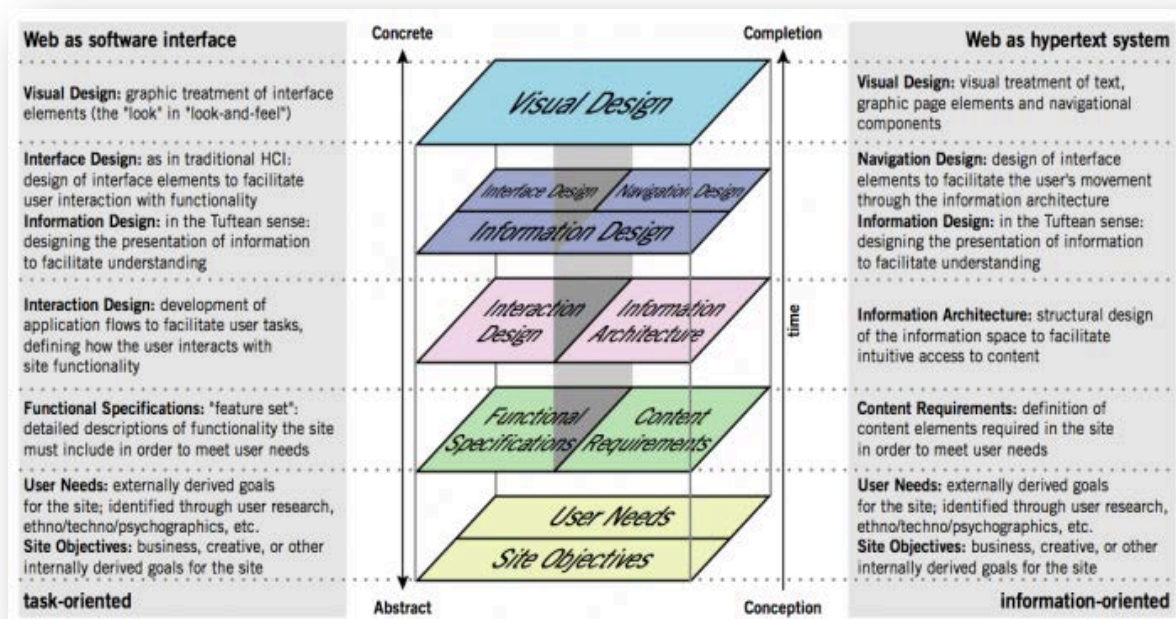 Web as software interface
Visual Design: graphic treatment of interface
elements (the "look" in "look-and-feel")
Interface Design: as in traditional HCI:
design of interface elements to facilitate
user interaction with functionality
Information Design: in the Tuftean sense:
designing the presentation of information
to facilitate understanding
Interaction Design: development of
application flows to facilitate user tasks,
defining how the user interacts with
site functionality
Functional Specifications: "feature set":
detailed descriptions of functionality the site
must include in order to meet user needs
User Needs: externally derived goals
for the site; identified through user research,
ethno/techno/psychographics, etc.
Site Objectives: business, creative, or other
internally derived goals for the site
task-oriented
Concrete
Completion
Visual Design
Interface Design
Navigation Design
Information Design
Interaction
Design
Information
Architecture
time
Functional
Specifications
Content
Requirements
User Needs
Site Objectives
Abstract
Conception
Web as hypertext system
Visual Design: visual treatment of text,
graphic page elements and navigational
components
Navigation Design: design of interface
elements to facilitate the user's movement
through the information architecture
Information Design: in the Tuftean sense:
designing the presentation of information
to facilitate understanding
Information Architecture: structural design
of the information space to facilitate
intuitive access to content
Content Requirements: definition of
content elements required in the site
in order to meet user needs
User Needs: externally derived goals
for the site; identified through user research,
ethno/techno/psychographics, etc.
Site Objectives: business, creative, or other
internally derived goals for the site
information-oriented